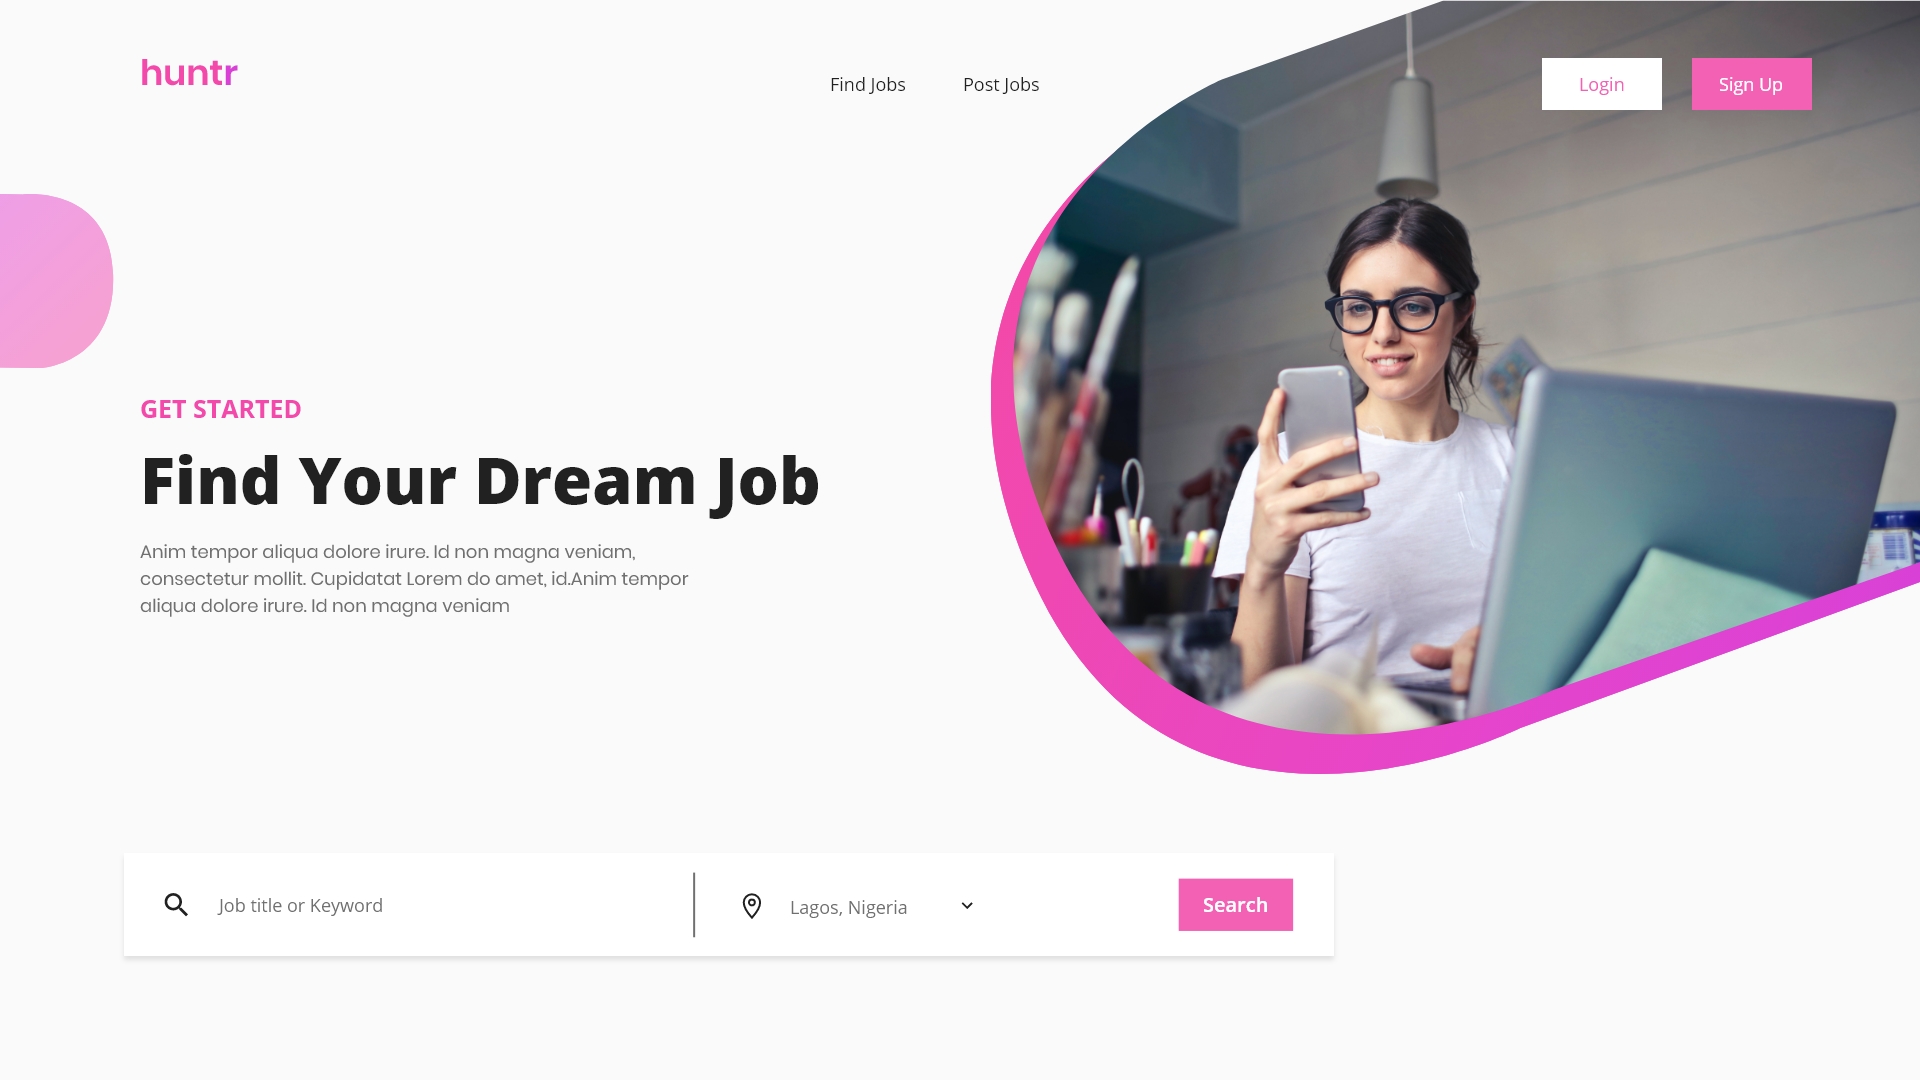 huntr
Find Jobs
Post Jobs
Login
Sign Up
GET STARTED
Find Your Dream Job
Anim tempor aliqua dolore irure. Id non magna veniam,
consectetur mollit. Cupidatat Lorem do amet, id.Anim tempor
aliqua dolore irure. Id non magna veniam
Job title or Keyword
Lagos, Nigeria
Search